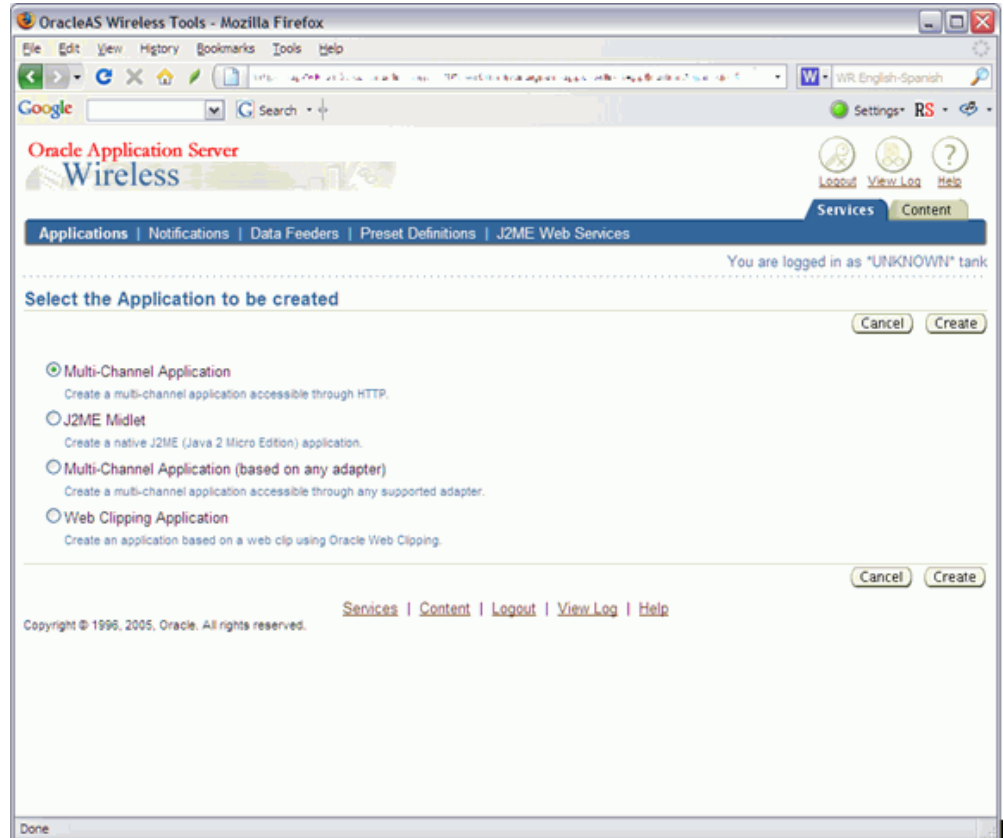 OracleAS Wireless Tools - Mozilla Firefox
File Edit View History Bookmarks Tools Help
W WR English-Spanish
Google G Search Settings RS
Oracle Application Server
Wireless
Logout View Log Help
Services Content
Applications | Notifications | Data Feeders | Preset Definitions | J2ME Web Services
You are logged in as "UNKNOWN" tank
Select the Application to be created
Cancel Create
Multi-Channel Application
Create a multi-channel application accessible through HTTP.
J2ME Midlet
Create a native J2ME (Java 2 Micro Edition) application.
Multi-Channel Application (based on any adapter)
Create a multi-channel application accessible through any supported adapter.
Web Clipping Application
Create an application based on a web clip using Oracle Web Clipping.
Cancel Create
Services | Content | Logout | View Log | Help
Copyright © 1996, 2005, Oracle. All rights reserved.
Done